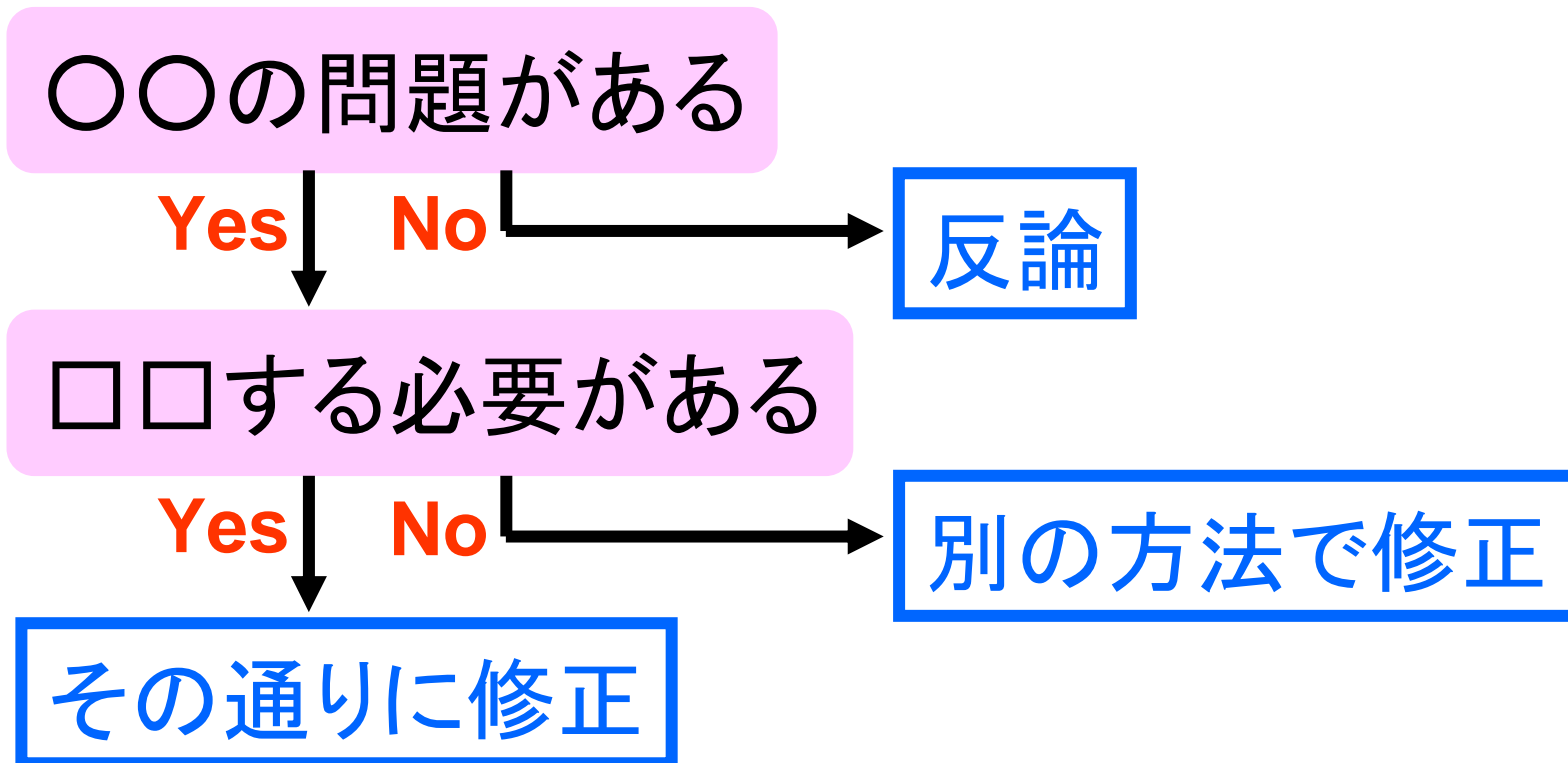 ○○の問題がある
Yes No
反論
□□する必要がある
Yes No
別の方法で修正
その通りに修正